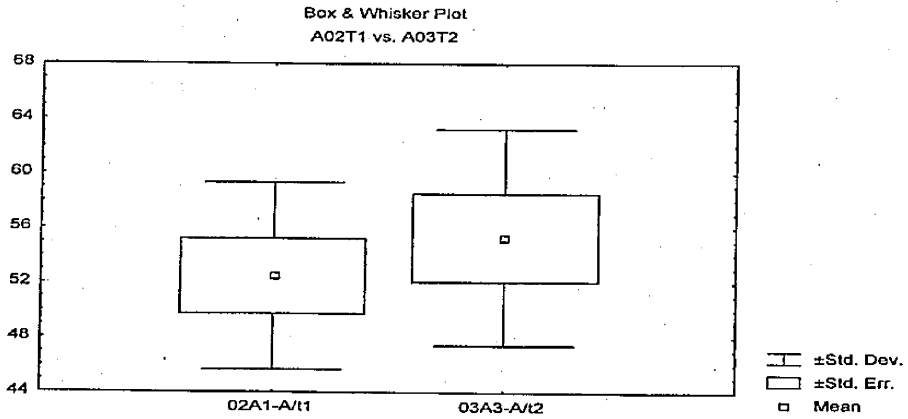 Box & Whisker Plot
A02T1 vs. A03T2
68
64
60
56
52
48
44
02A1-A/t1
03A3-A/t2
±Std. Dev.
±Std. Err.
Mean